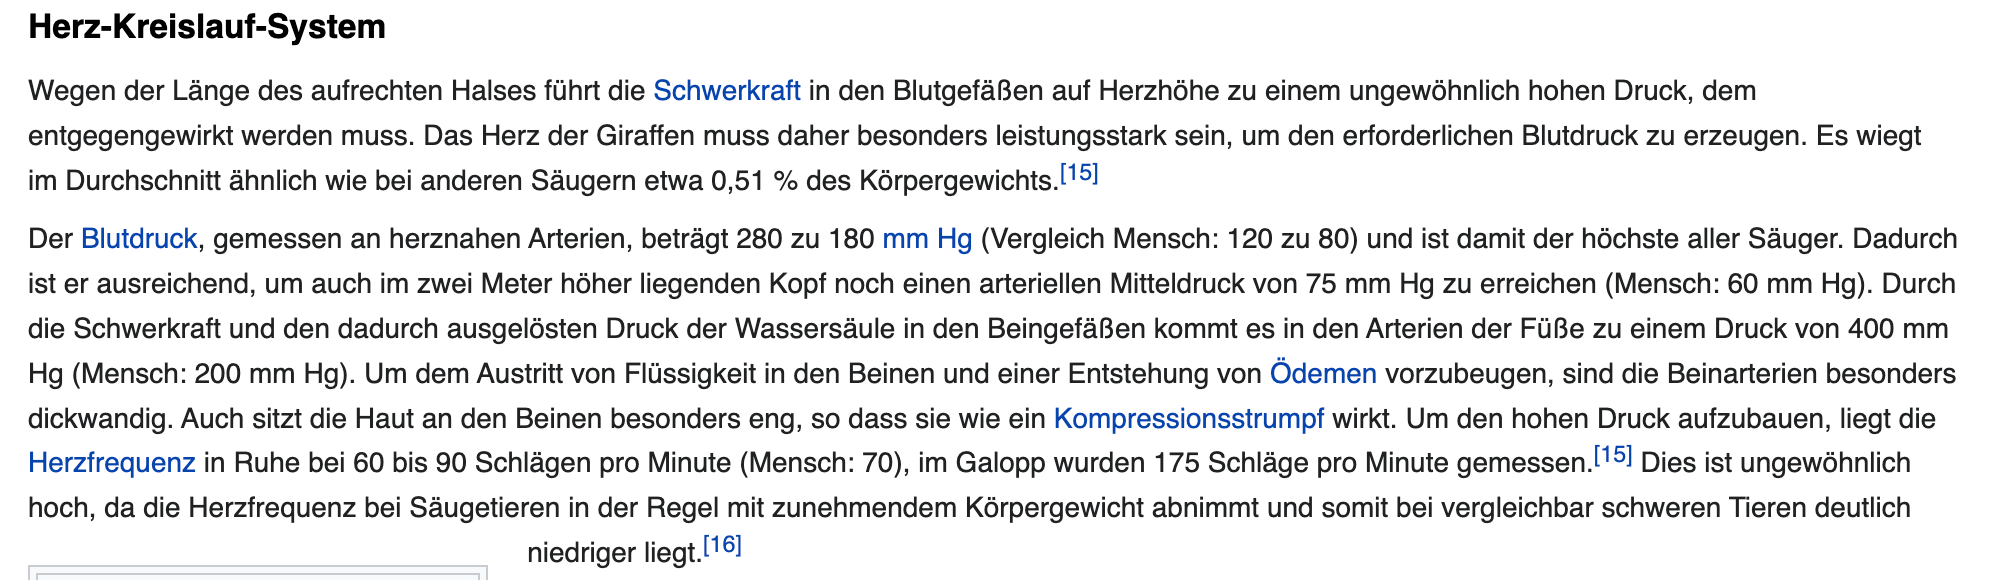 Herz-Kreislauf-System
Wegen der Länge des aufrechten Halses führt die Schwerkraft in den Blutgefäßen auf Herzhöhe zu einem ungewöhnlich hohen Druck, dem
entgegengewirkt werden muss. Das Herz der Giraffen muss daher besonders leistungsstark sein, um den erforderlichen Blutdruck zu erzeugen. Es wiegt
im Durchschnitt ähnlich wie bei anderen Säugern etwa 0,51 % des Körpergewichts.[15]
Der Blutdruck, gemessen an herznahen Arterien, beträgt 280 zu 180 mm Hg (Vergleich Mensch: 120 zu 80) und ist damit der höchste aller Säuger. Dadurch
ist er ausreichend, um auch im zwei Meter höher liegenden Kopf noch einen arteriellen Mitteldruck von 75 mm Hg zu erreichen (Mensch: 60 mm Hg). Durch
die Schwerkraft und den dadurch ausgelösten Druck der Wassersäule in den Beingefäßen kommt es in den Arterien der Füße zu einem Druck von 400 mm
Hg (Mensch: 200 mm Hg). Um dem Austritt von Flüssigkeit in den Beinen und einer Entstehung von Ödemen vorzubeugen, sind die Beinarterien besonders
dickwandig. Auch sitzt die Haut an den Beinen besonders eng, so dass sie wie ein Kompressionsstrumpf wirkt. Um den hohen Druck aufzubauen, liegt die
Herzfrequenz in Ruhe bei 60 bis 90 Schlägen pro Minute (Mensch: 70), im Galopp wurden 175 Schläge pro Minute gemessen.[15] Dies ist ungewöhnlich
hoch, da die Herzfrequenz bei Säugetieren in der Regel mit zunehmendem Körpergewicht abnimmt und somit bei vergleichbar schweren Tieren deutlich
niedriger liegt.[16]